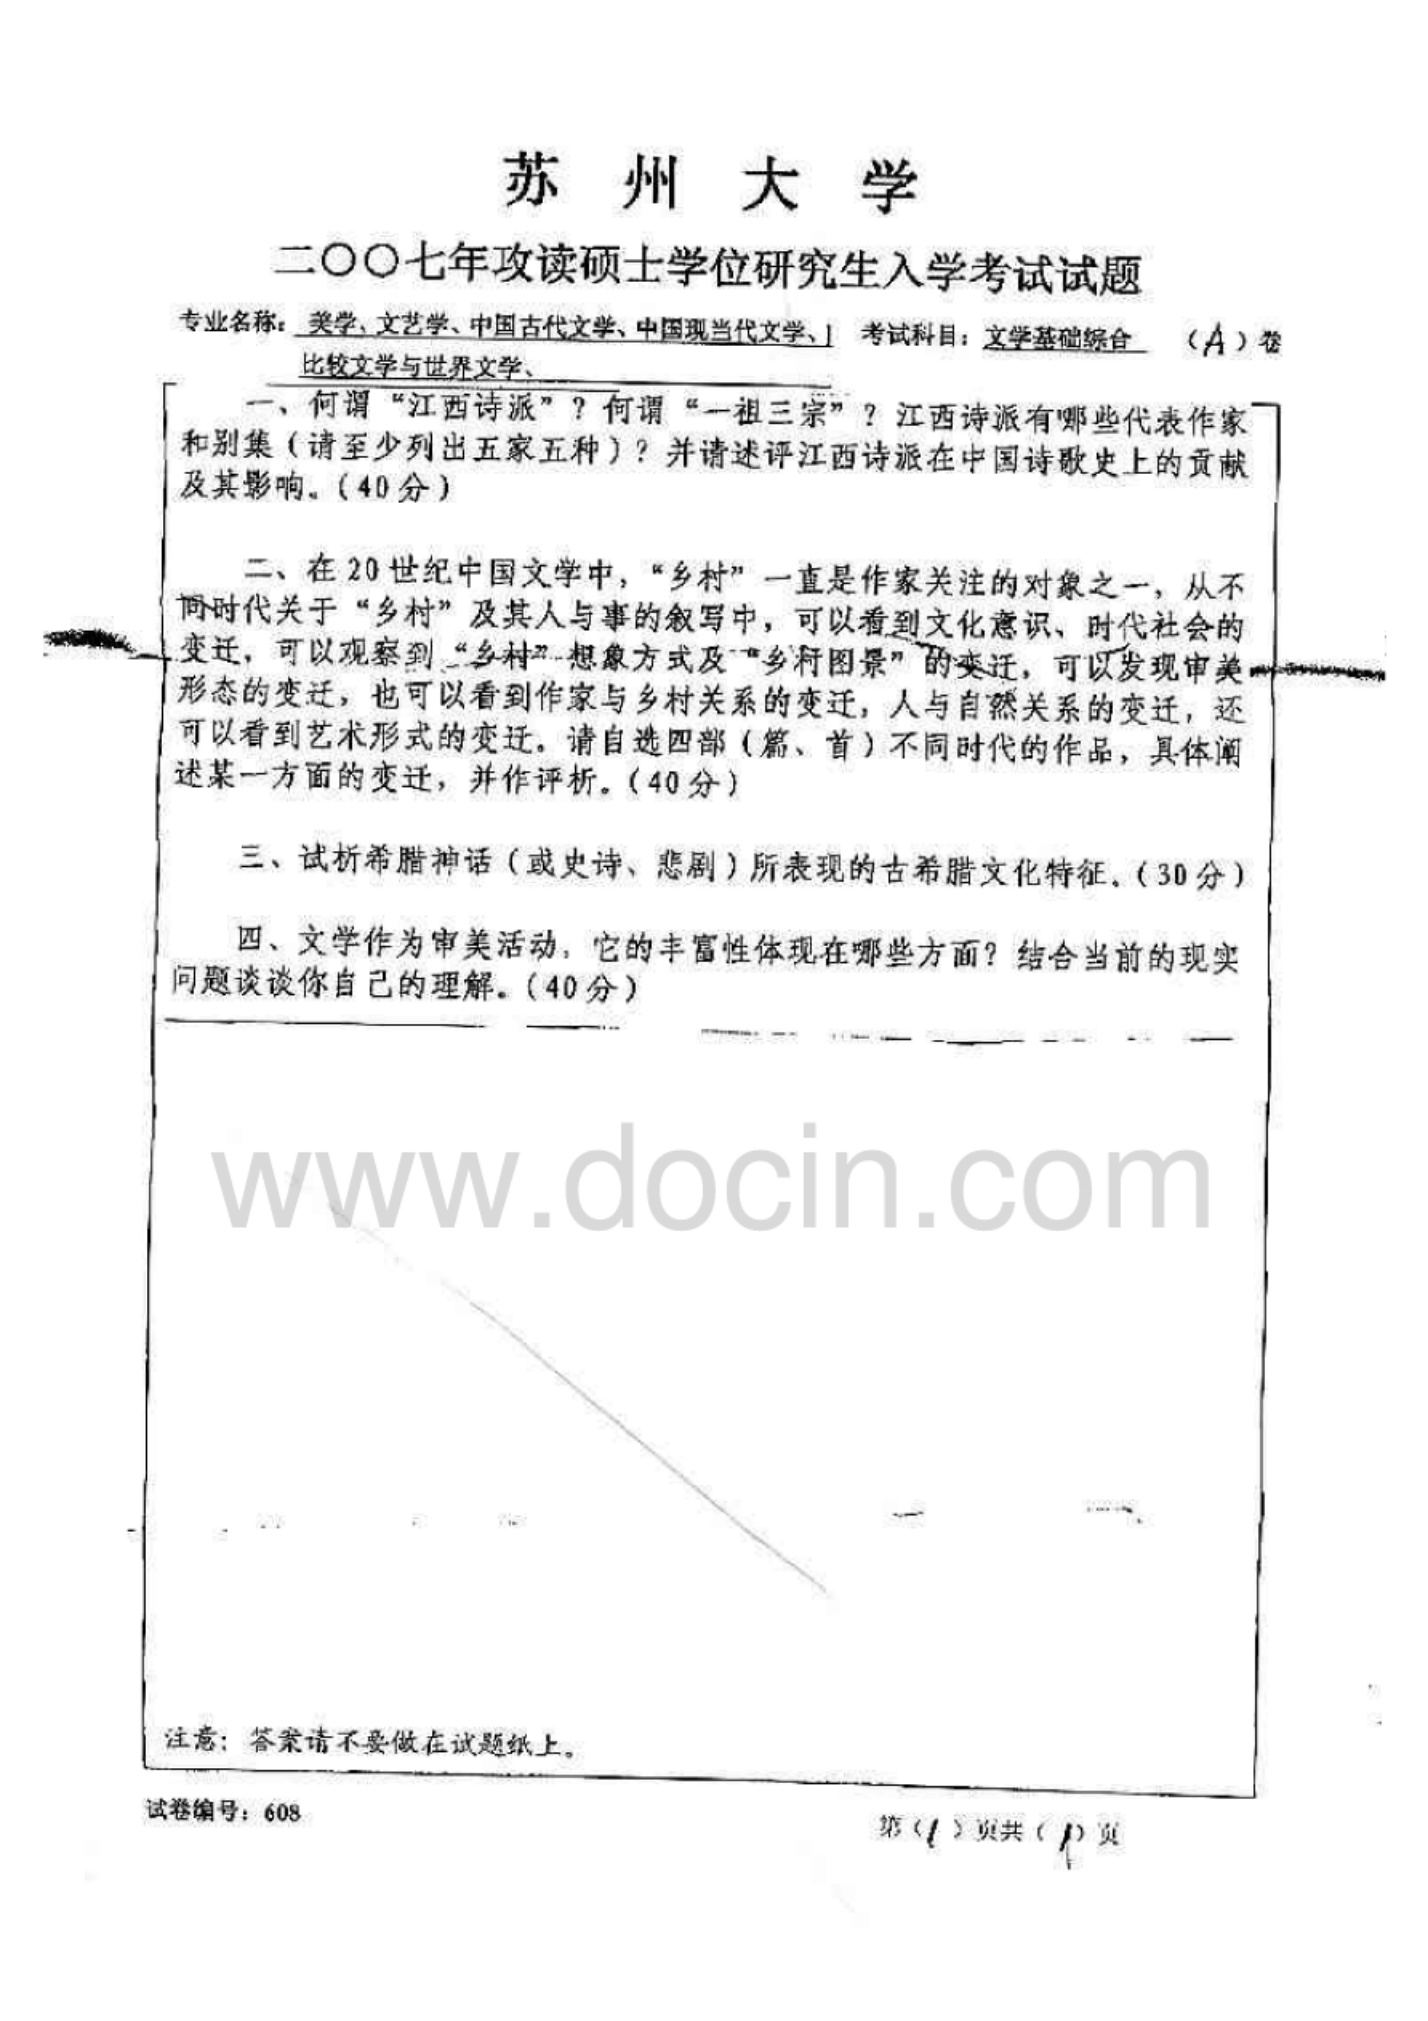 苏州大学
二〇〇七年攻读硕士学位研究生入学考试试题
专业名称：美学、文艺学、中国古代文学、中国现当代文学、 考试科目：文学基础综合 （A）卷
比较文学与世界文学、
一、何谓“江西诗派”？何谓“一祖三宗”？江西诗派有哪些代表作家
和别集（请至少列出五家五种）？并请述评江西诗派在中国诗歌史上的贡献
及其影响。（40分）
二、在20世纪中国文学中，“乡村”一直是作家关注的对象之一，从不
同时代关于“乡村”及其人与事的叙写中，可以看到文化意识、时代社会的
变迁，可以观察到“乡村”想象方式及“乡村图景”的变迁，可以发现审美
形态的变迁，也可以看到作家与乡村关系的变迁，人与自然关系的变迁，还
可以看到艺术形式的变迁。请自选四部（篇、首）不同时代的作品，具体阐
述某一方面的变迁，并作评析。（40分）
三、试析希腊神话（或史诗、悲剧）所表现的古希腊文化特征。（30分）
四、文学作为审美活动，它的丰富性体现在哪些方面？结合当前的现实
问题谈谈你自己的理解。（40分）
www.docin.com
注意：答案请不要做在试题纸上。
试卷编号：608
第（1）页共（1）页